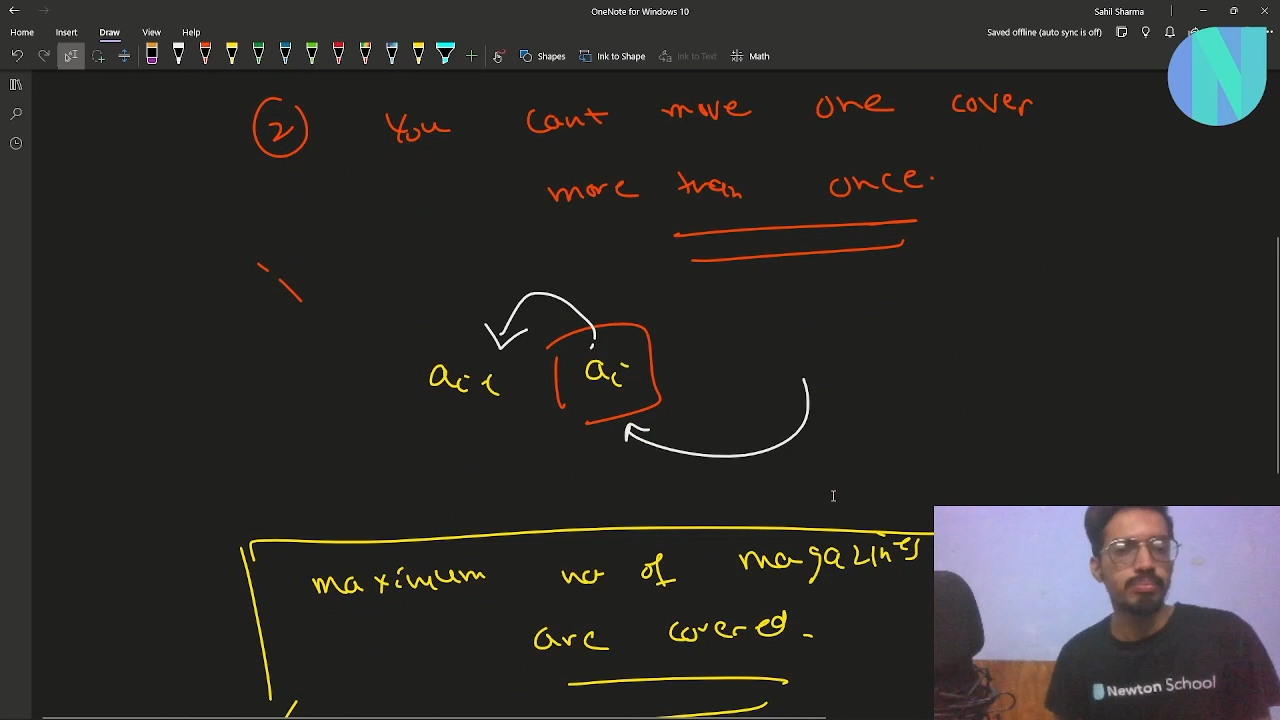 OneNote for Windows 10
Sahil Sharma
Home Insert Draw View Help
Saved offline (auto sync is off)
Shapes Ink to Shape Ink to Text Math
2 You cant move one cover
more than once.
ai-1 ai
maximum no of magazines
are covered.
Newton School